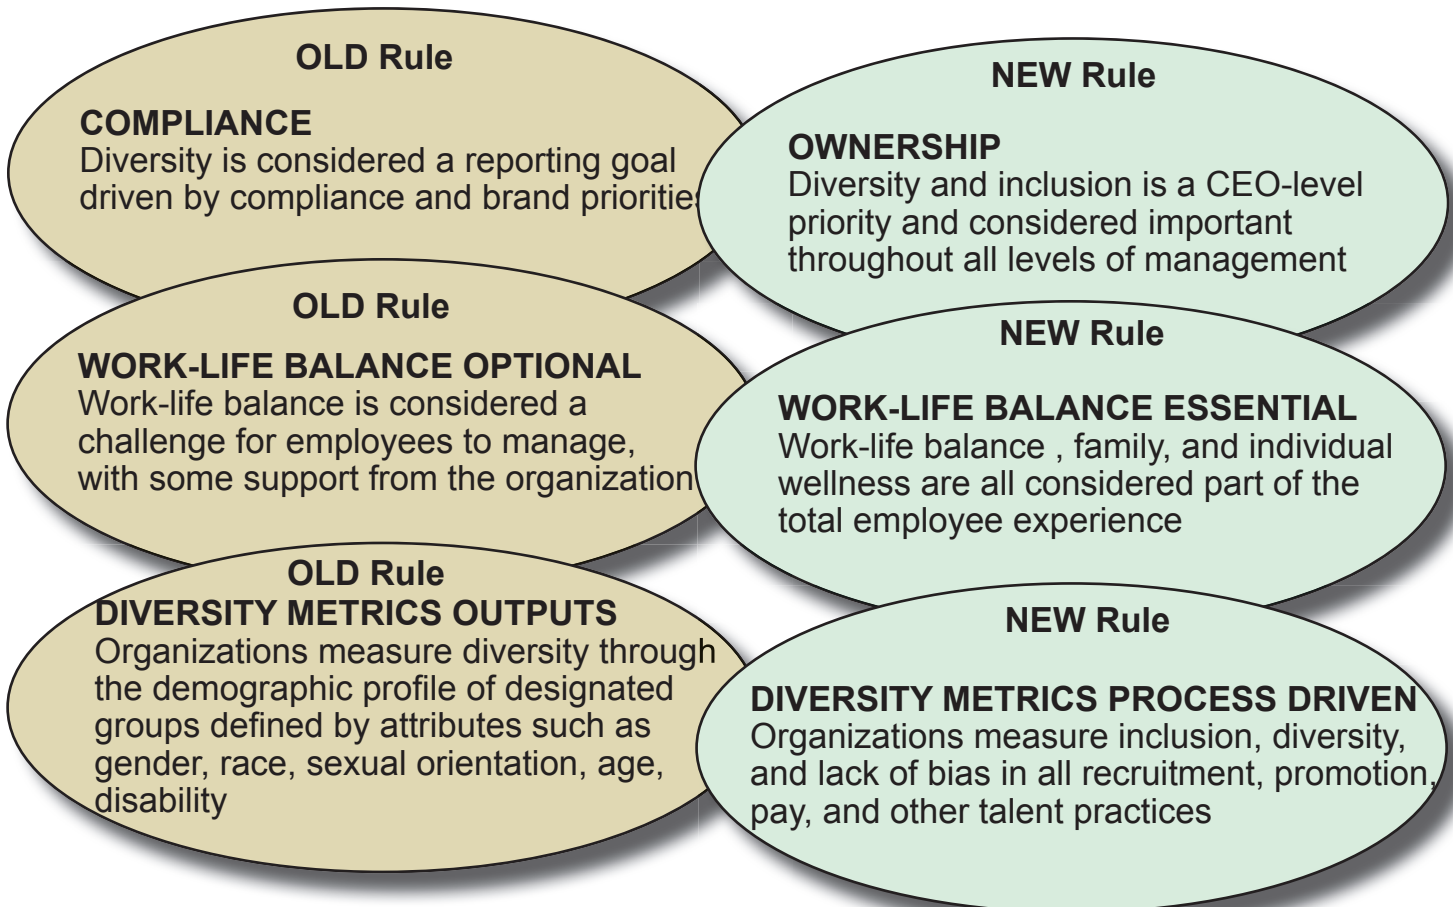 OLD Rule
COMPLIANCE
Diversity is considered a reporting goal
driven by compliance and brand priorities
NEW Rule
OWNERSHIP
Diversity and inclusion is a CEO-level
priority and considered important
throughout all levels of management
OLD Rule
WORK-LIFE BALANCE OPTIONAL
Work-life balance is considered a
challenge for employees to manage,
with some support from the organization
NEW Rule
WORK-LIFE BALANCE ESSENTIAL
Work-life balance , family, and individual
wellness are all considered part of the
total employee experience
OLD Rule
DIVERSITY METRICS OUTPUTS
Organizations measure diversity through
the demographic profile of designated
groups defined by attributes such as
gender, race, sexual orientation, age,
disability
NEW Rule
DIVERSITY METRICS PROCESS DRIVEN
Organizations measure inclusion, diversity,
and lack of bias in all recruitment, promotion,
pay, and other talent practices